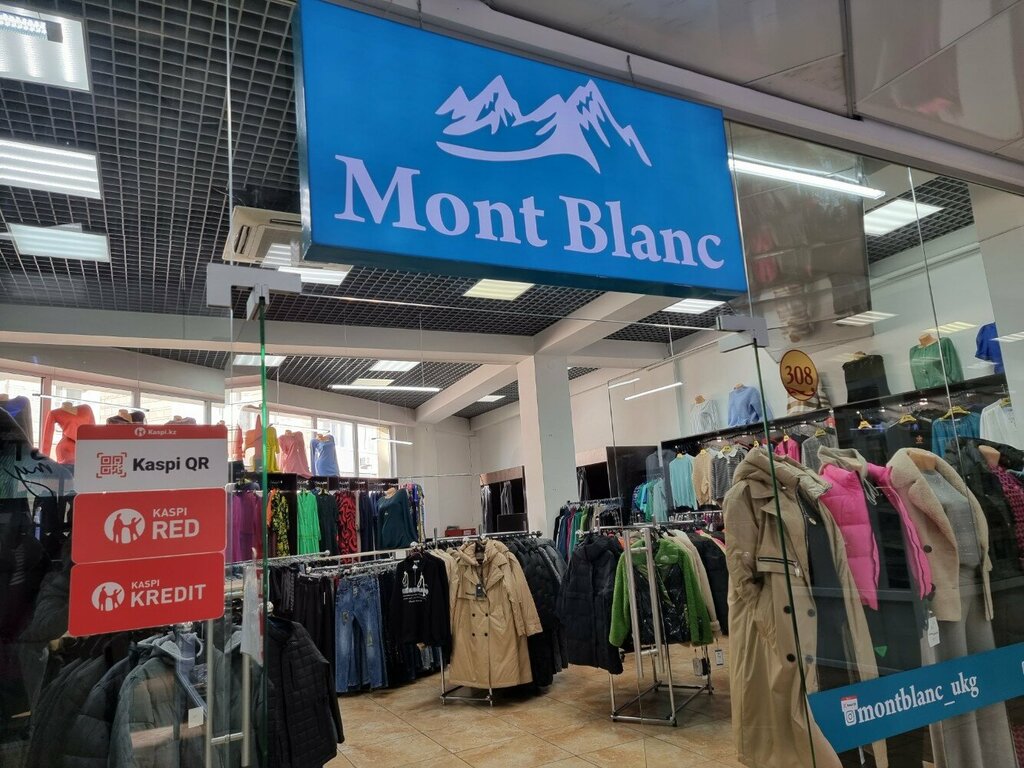 Mont Blanc
308
Kaspi.kz
Kaspi QR
KASPI
RED
KASPI
KREDIT
montblanc_ukg